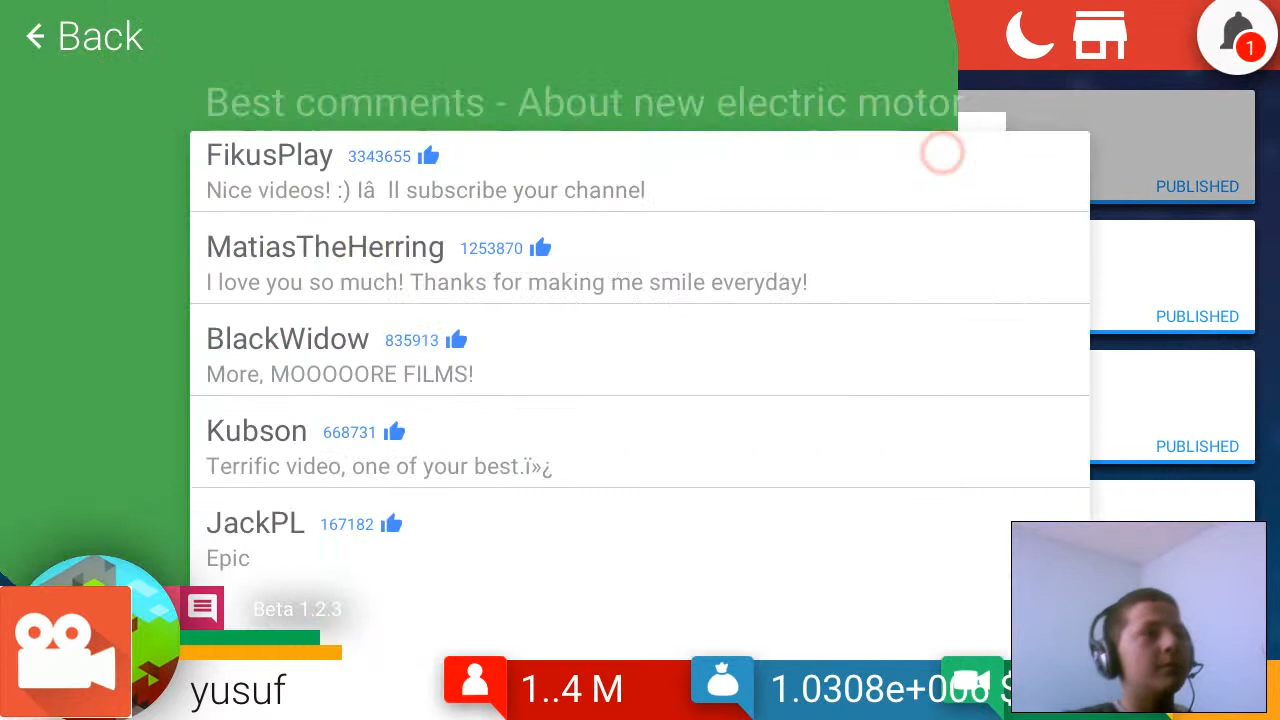 Back
1
Best comments - About new electric motor
FikusPlay 3343655
Nice videos! :) Iâ ll subscribe your channel
PUBLISHED
MatiasTheHerring 1253870
I love you so much! Thanks for making me smile everyday!
PUBLISHED
BlackWidow 835913
More, MOOOOORE FILMS!
Kubson 668731
PUBLISHED
Terrific video, one of your best.ï»¿
JackPL 167182
Epic
Beta 1.2.3
yusuf
1..4 M
1.0308e+006 $